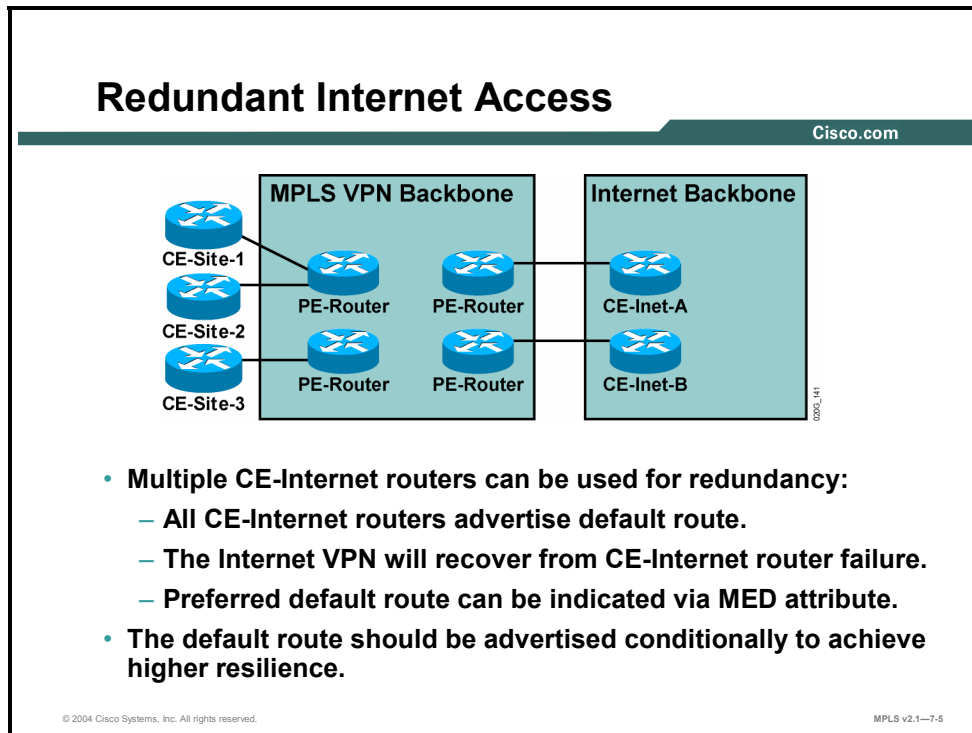 Redundant Internet Access
Cisco.com
MPLS VPN Backbone
Internet Backbone
CE-Site-1
CE-Site-2
CE-Site-3
PE-Router
PE-Router
CE-Inet-A
PE-Router
PE-Router
CE-Inet-B
020G_141
• Multiple CE-Internet routers can be used for redundancy:
– All CE-Internet routers advertise default route.
– The Internet VPN will recover from CE-Internet router failure.
– Preferred default route can be indicated via MED attribute.
• The default route should be advertised conditionally to achieve
higher resilience.
© 2004 Cisco Systems, Inc. All rights reserved.
MPLS v2.1—7-5